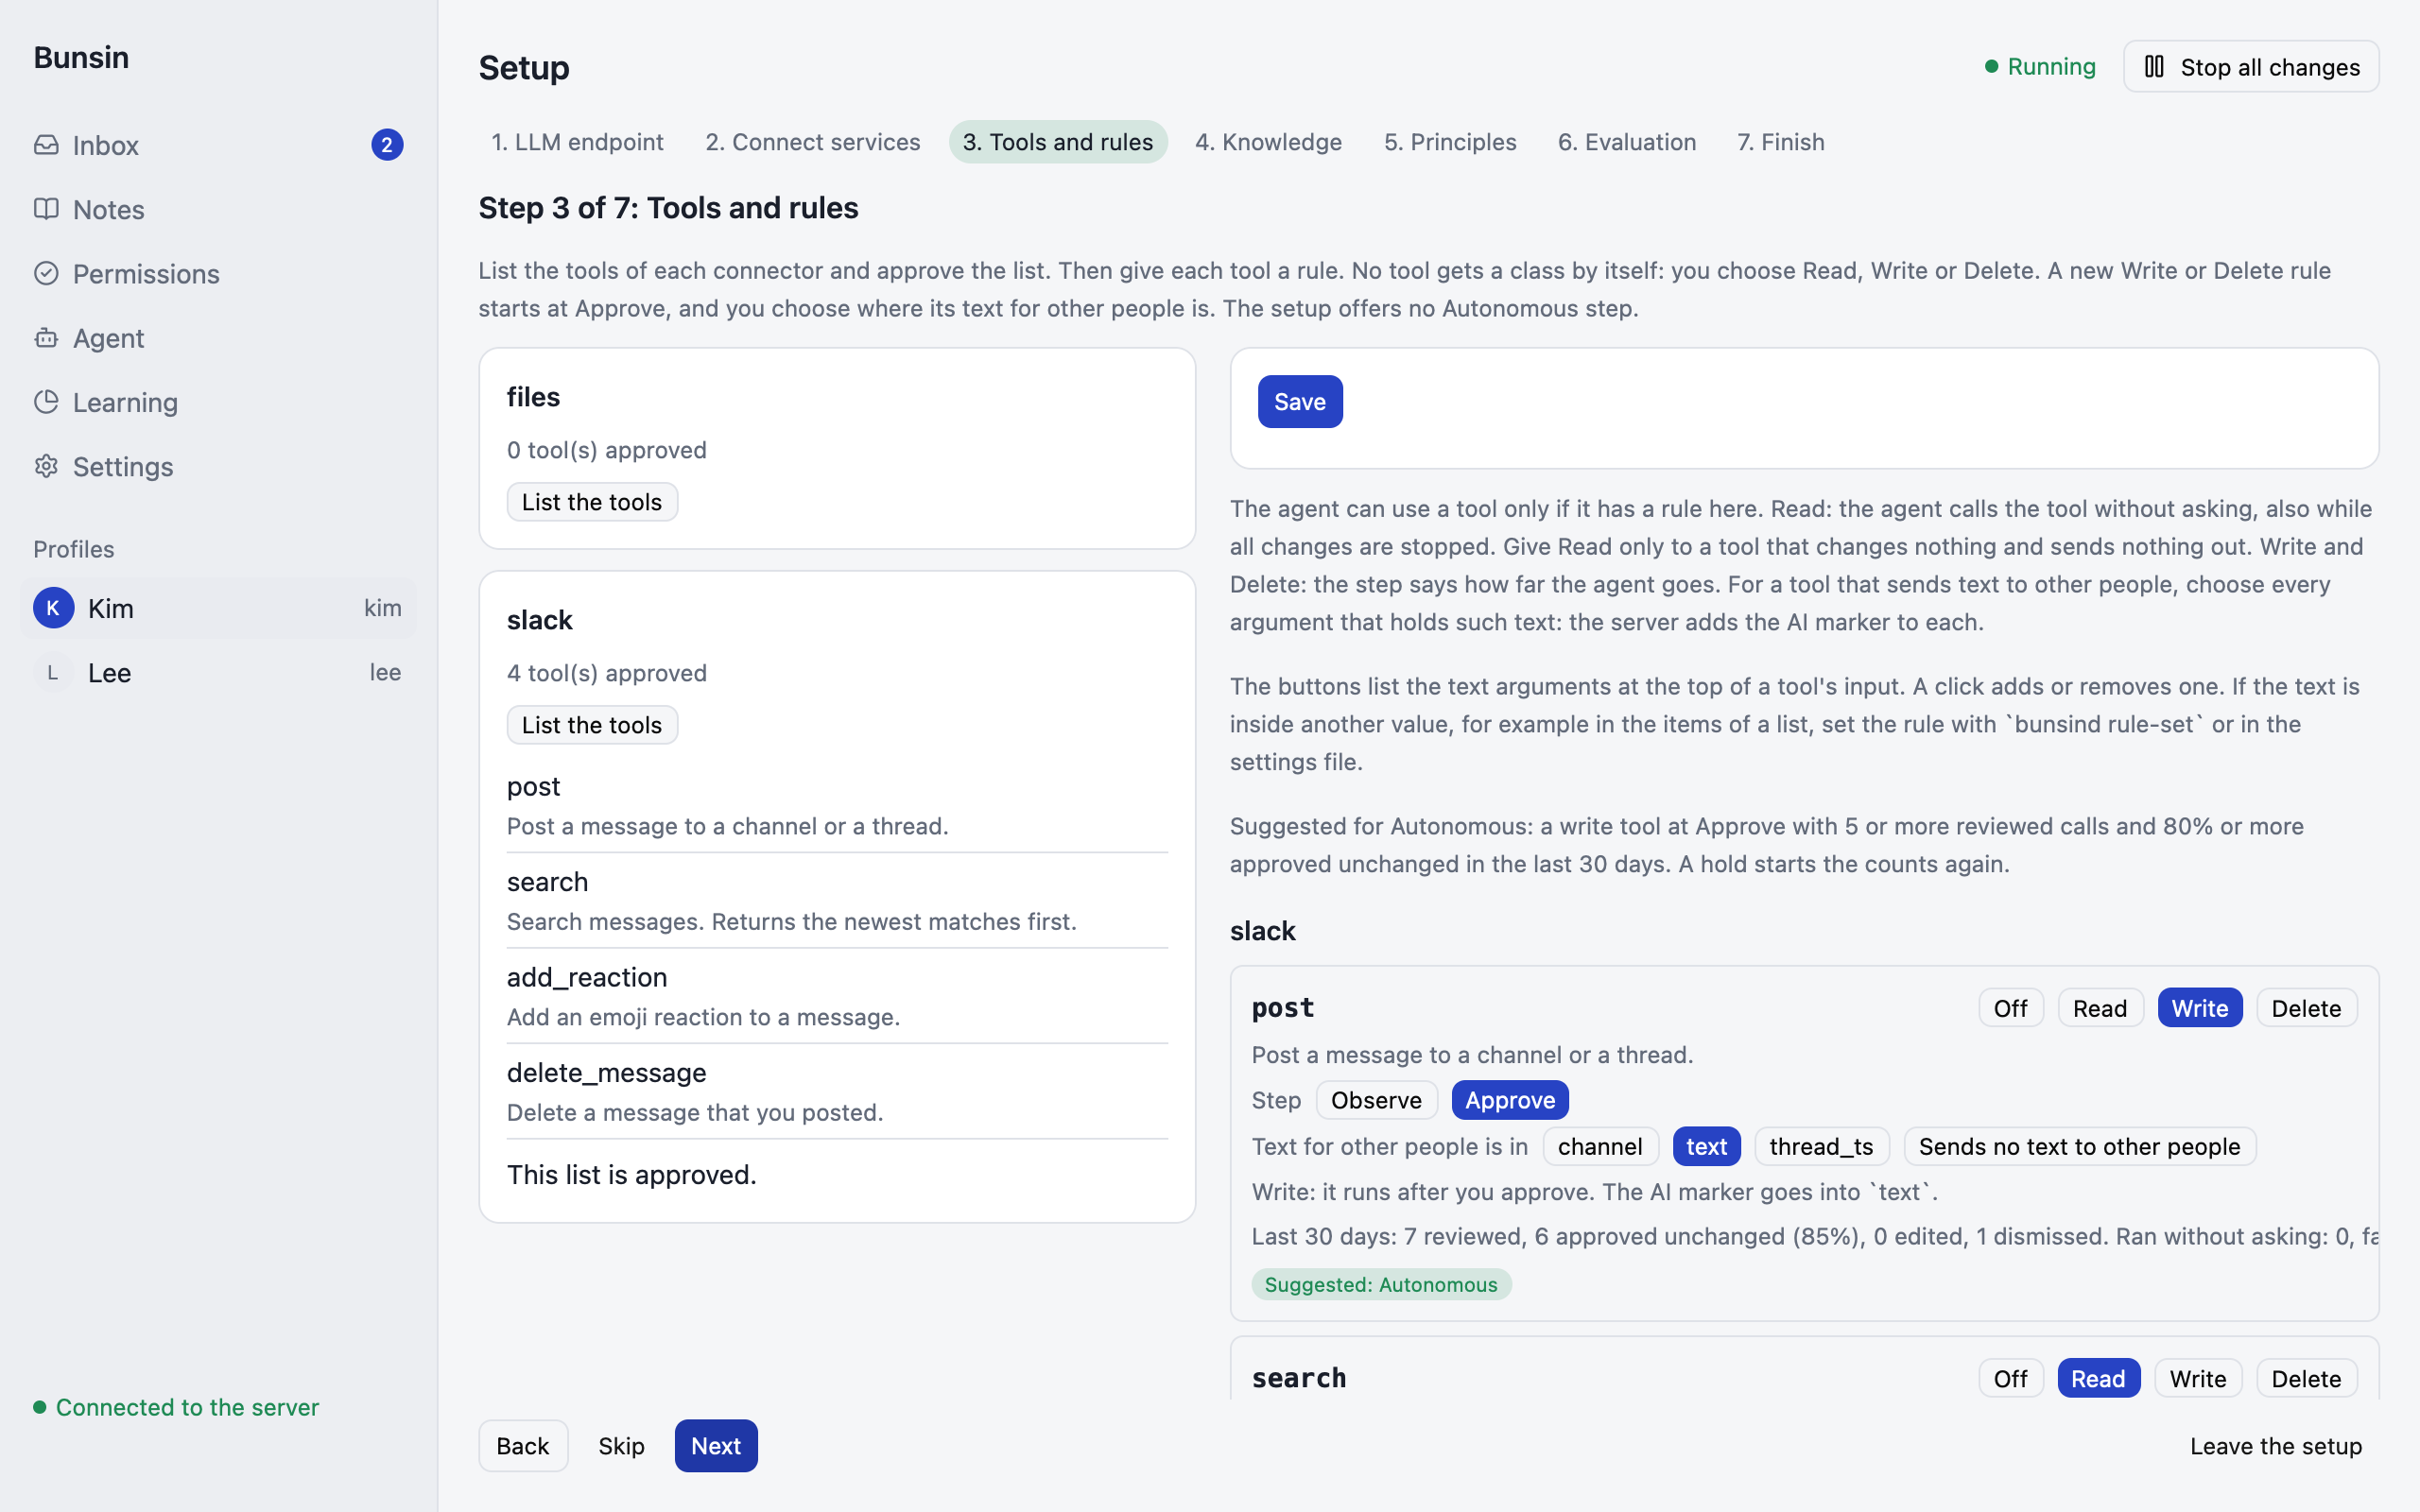 Bunsin
Inbox
2
Notes
Permissions
Agent
Learning
Settings
Profiles
K
Kim
kim
L
Lee
lee
Connected to the server
Setup
Running
Stop all changes
1. LLM endpoint
2. Connect services
3. Tools and rules
4. Knowledge
5. Principles
6. Evaluation
7. Finish
Step 3 of 7: Tools and rules
List the tools of each connector and approve the list. Then give each tool a rule. No tool gets a class by itself: you choose Read, Write or Delete. A new Write or Delete rule
starts at Approve, and you choose where its text for other people is. The setup offers no Autonomous step.
files
0 tool(s) approved
List the tools
slack
4 tool(s) approved
List the tools
post
Post a message to a channel or a thread.
search
Search messages. Returns the newest matches first.
add_reaction
Add an emoji reaction to a message.
delete_message
Delete a message that you posted.
This list is approved.
Save
The agent can use a tool only if it has a rule here. Read: the agent calls the tool without asking, also while
all changes are stopped. Give Read only to a tool that changes nothing and sends nothing out. Write and
Delete: the step says how far the agent goes. For a tool that sends text to other people, choose every
argument that holds such text: the server adds the AI marker to each.
The buttons list the text arguments at the top of a tool's input. A click adds or removes one. If the text is
inside another value, for example in the items of a list, set the rule with `bunsind rule-set` or in the
settings file.
Suggested for Autonomous: a write tool at Approve with 5 or more reviewed calls and 80% or more
approved unchanged in the last 30 days. A hold starts the counts again.
slack
post
Off
Read
Write
Delete
Post a message to a channel or a thread.
Step
Observe
Approve
Text for other people is in
channel
text
thread_ts
Sends no text to other people
Write: it runs after you approve. The AI marker goes into `text`.
Last 30 days: 7 reviewed, 6 approved unchanged (85%), 0 edited, 1 dismissed. Ran without asking: 0,
Suggested: Autonomous
search
Off
Read
Write
Delete
Back
Skip
Next
Leave the setup